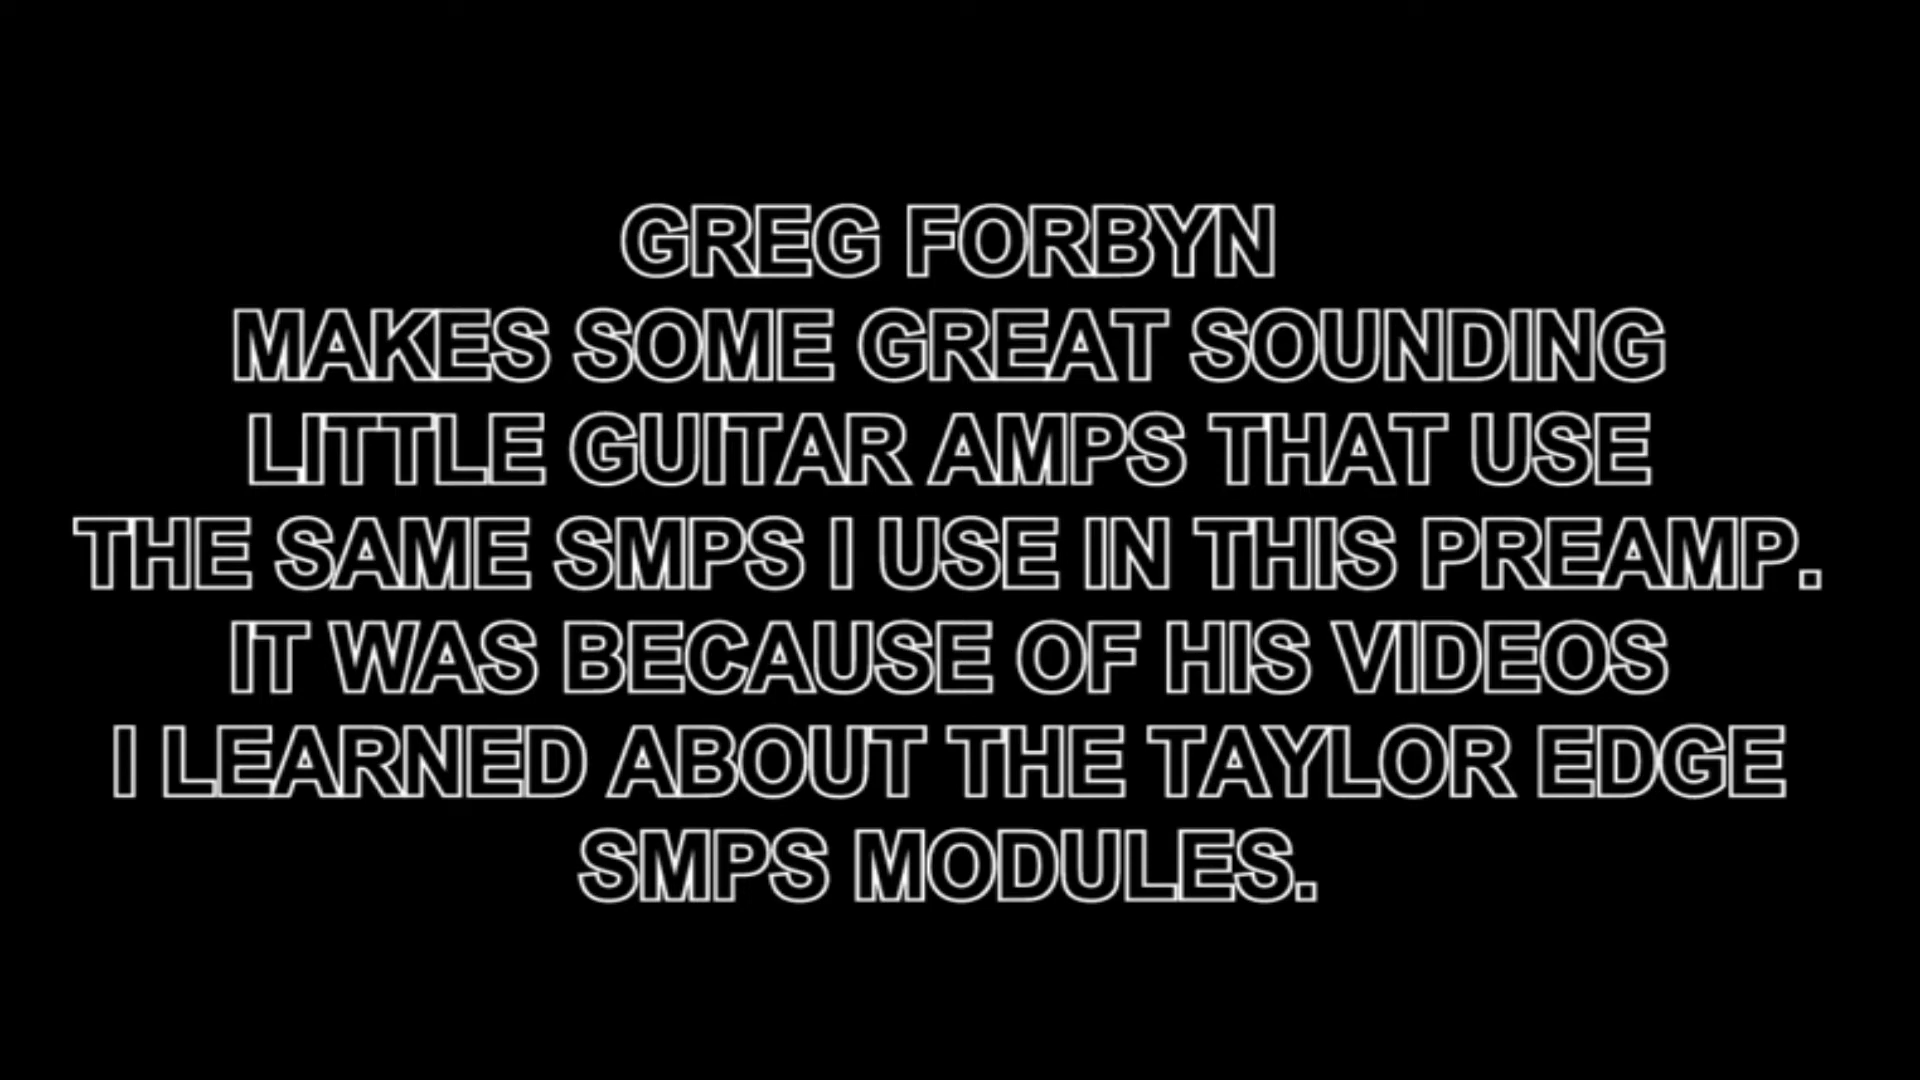 GREG FORBYN
MAKES SOME GREAT SOUNDING
LITTLE GUITAR AMPS THAT USE
THE SAME SMPS I USE IN THIS PREAMP.
IT WAS BECAUSE OF HIS VIDEOS
I LEARNED ABOUT THE TAYLOR EDGE
SMPS MODULES.